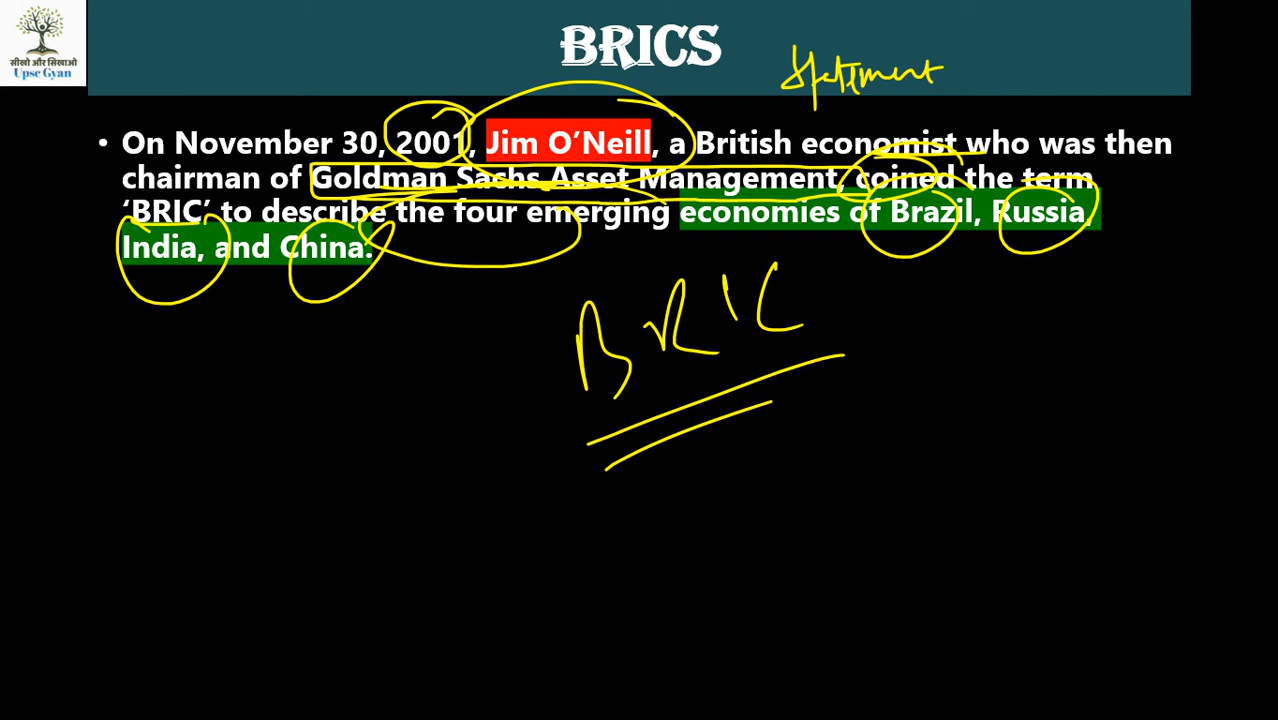 सीखो और सिखाओ
Upsc Gyan
BRICS
Statement
• On November 30, 2001, Jim O’Neill, a British economist who was then
chairman of Goldman Sachs Asset Management, coined the term
‘BRIC’ to describe the four emerging economies of Brazil, Russia,
India, and China.
BRIC